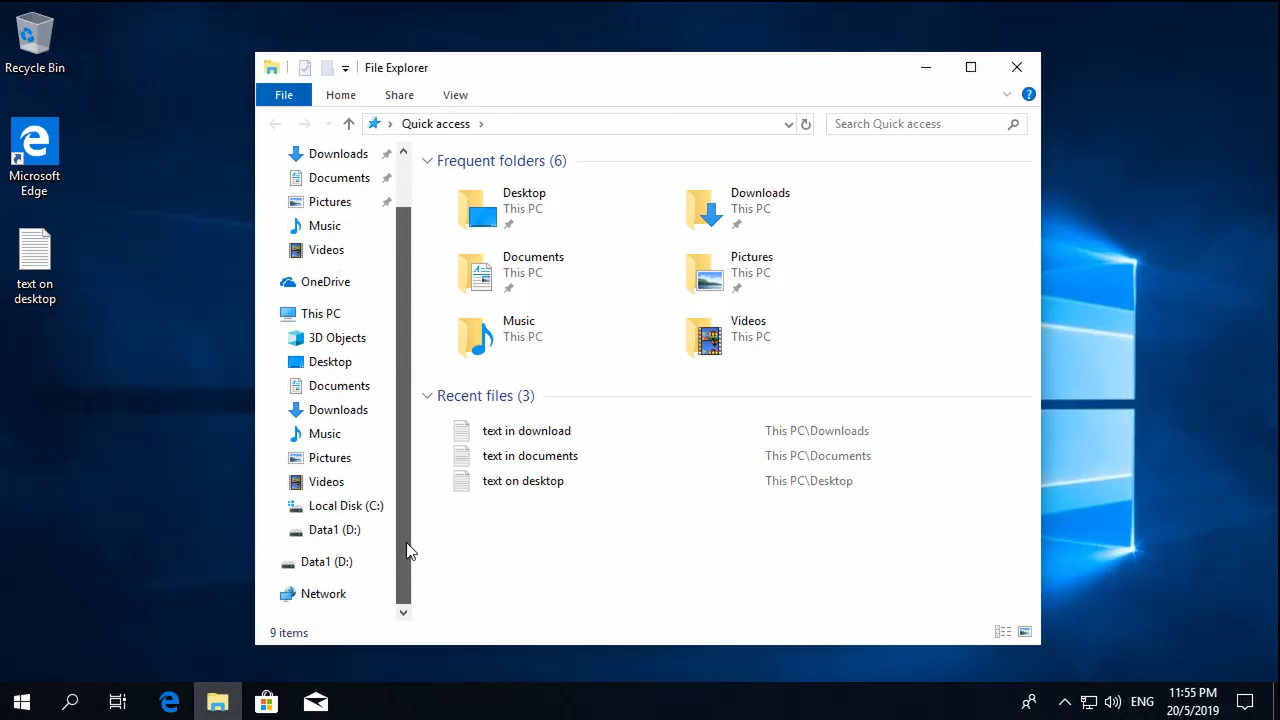 Recycle Bin
Microsoft
Edge
text on
desktop
File Explorer
File Home Share View
Quick access
Search Quick access
Downloads
Documents
Pictures
Music
Videos
OneDrive
This PC
3D Objects
Desktop
Documents
Downloads
Music
Pictures
Videos
Local Disk (C:)
Data1 (D:)
Data1 (D:)
Network
Frequent folders (6)
Desktop
This PC
Downloads
This PC
Documents
This PC
Pictures
This PC
Music
This PC
Videos
This PC
Recent files (3)
text in download This PC\Downloads
text in documents This PC\Documents
text on desktop This PC\Desktop
9 items
ENG
11:55 PM
20/5/2019